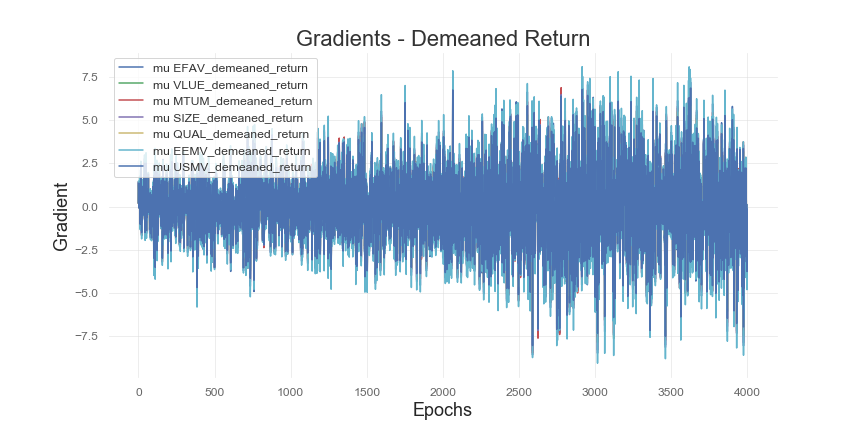 Gradients - Demeaned Return
mu EFAV_demeaned_return
mu VLUE_demeaned_return
mu MTUM_demeaned_return
mu SIZE_demeaned_return
mu QUAL_demeaned_return
mu EEMV_demeaned_return
mu USMV_demeaned_return
7.5
5.0
2.5
0.0
−2.5
−5.0
−7.5
Gradient
0 500 1000 1500 2000 2500 3000 3500 4000
Epochs